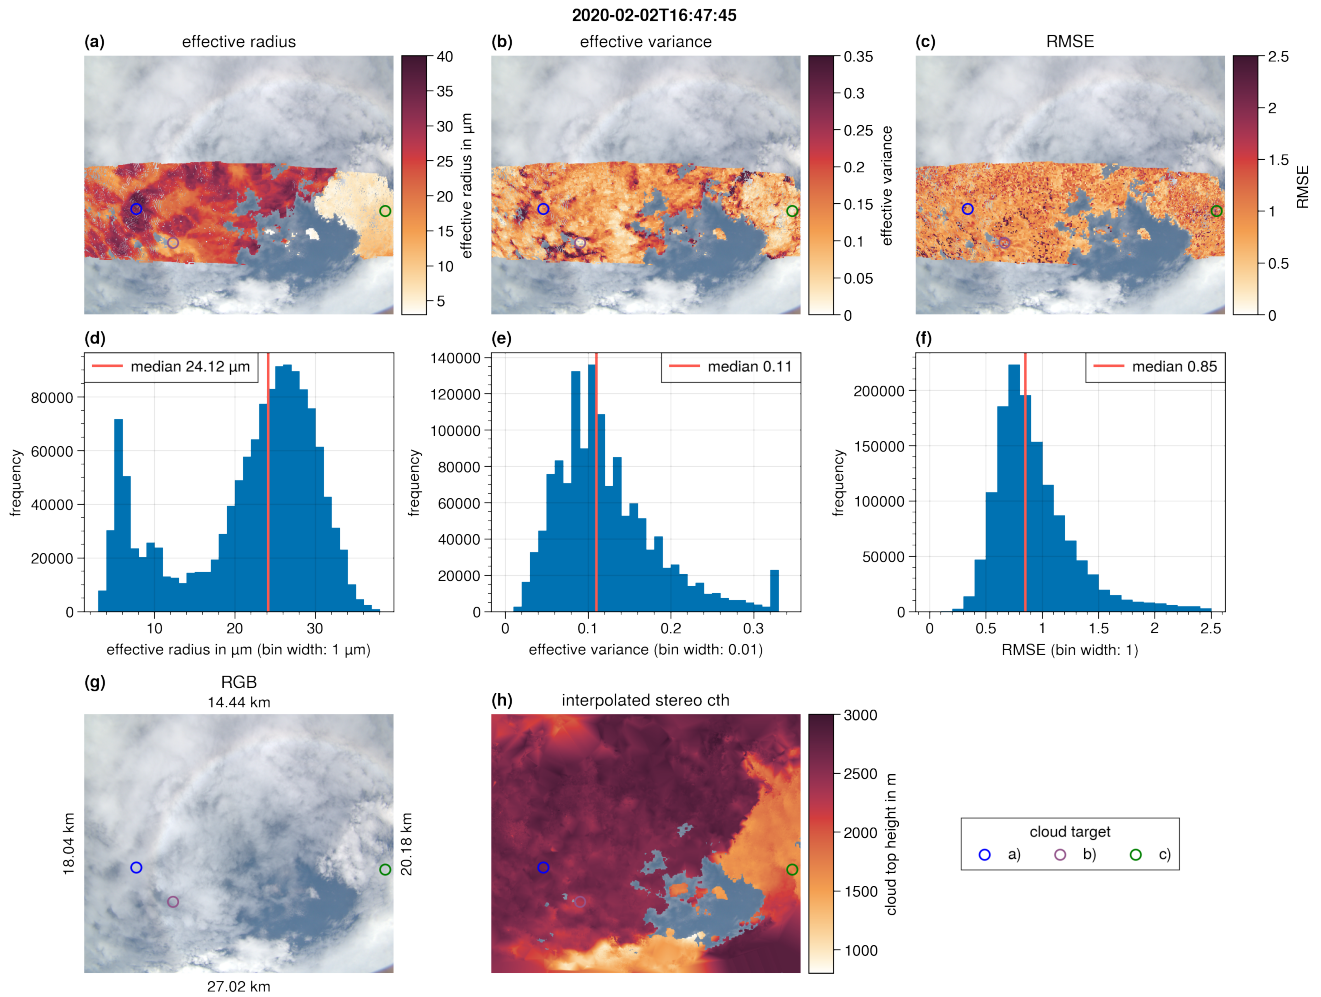 2020-02-02T16:47:45
(a) effective radius
40
35
30
25
20
15
10
5
effective radius in µm
(b) effective variance
0.35
0.3
0.25
0.2
0.15
0.1
0.05
0
effective variance
(c) RMSE
2.5
2
1.5
1
0.5
0
RMSE
(d)
median 24.12 µm
80000
60000
40000
20000
0
frequency
10 20 30
effective radius in µm (bin width: 1 µm)
(e)
median 0.11
140000
120000
100000
80000
60000
40000
20000
0
frequency
0 0.1 0.2 0.3
effective variance (bin width: 0.01)
(f)
median 0.85
200000
150000
100000
50000
0
frequency
0 0.5 1 1.5 2 2.5
RMSE (bin width: 1)
(g) RGB
14.44 km
18.04 km
20.18 km
27.02 km
(h) interpolated stereo cth
3000
2500
2000
1500
1000
cloud top height in m
cloud target
a) b) c)